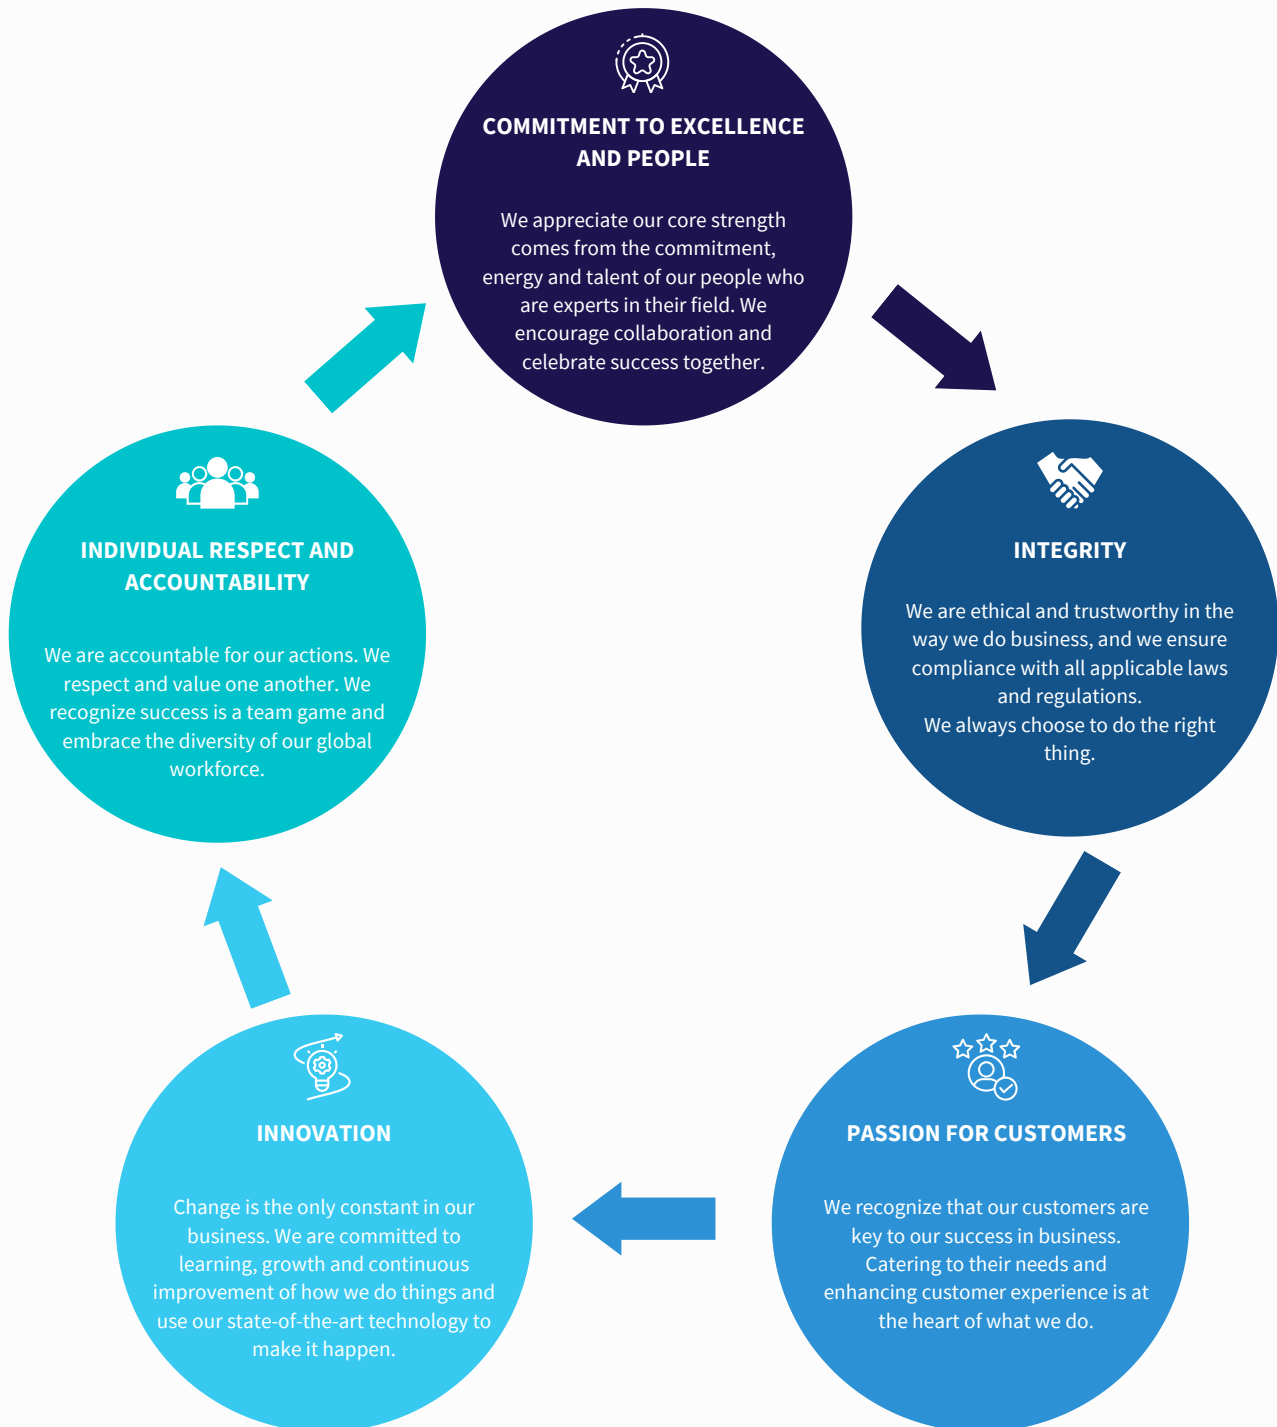 COMMITMENT TO EXCELLENCE
AND PEOPLE
We appreciate our core strength
comes from the commitment,
energy and talent of our people who
are experts in their field. We
encourage collaboration and
celebrate success together.
INTEGRITY
We are ethical and trustworthy in the
way we do business, and we ensure
compliance with all applicable laws
and regulations.
We always choose to do the right
thing.
PASSION FOR CUSTOMERS
We recognize that our customers are
key to our success in business.
Catering to their needs and
enhancing customer experience is at
the heart of what we do.
INNOVATION
Change is the only constant in our
business. We are committed to
learning, growth and continuous
improvement of how we do things and
use our state-of-the-art technology to
make it happen.
INDIVIDUAL RESPECT AND
ACCOUNTABILITY
We are accountable for our actions. We
respect and value one another. We
recognize success is a team game and
embrace the diversity of our global
workforce.